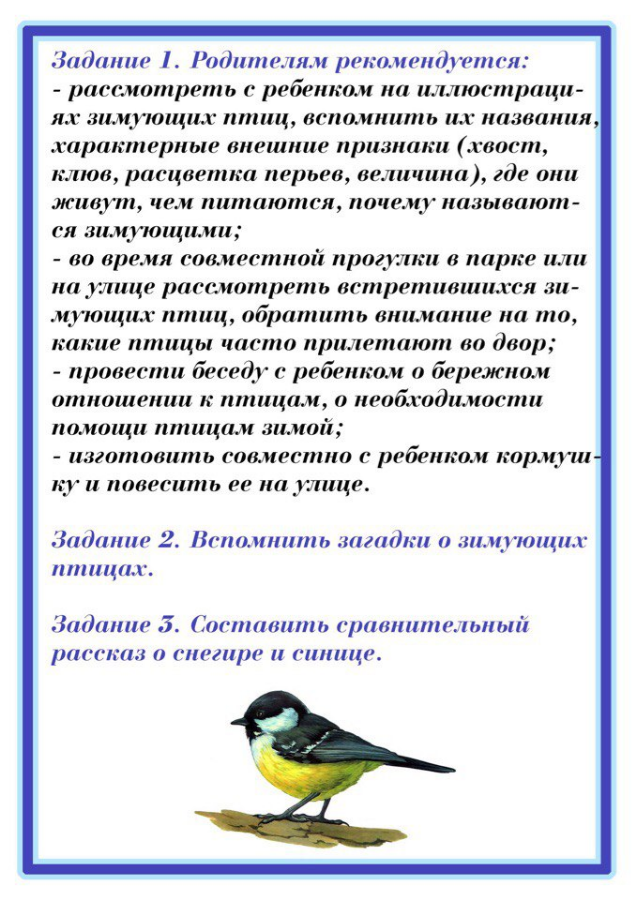 Задание 1. Родителям рекомендуется:
- рассмотреть с ребенком на иллюстраци-
ях зимующих птиц, вспомнить их названия,
характерные внешние признаки (хвост,
клюв, расцветка перьев, величина), где они
живут, чем питаются, почему называют-
ся зимующими;
- во время совместной прогулки в парке или
на улице рассмотреть встретившихся зи-
мующих птиц, обратить внимание на то,
какие птицы часто прилетают во двор;
- провести беседу с ребенком о бережном
отношении к птицам, о необходимости
помощи птицам зимой;
- изготовить совместно с ребенком кормуш-
ку и повесить ее на улице.
Задание 2. Вспомнить загадки о зимующих
птицах.
Задание 3. Составить сравнительный
рассказ о снегире и синице.